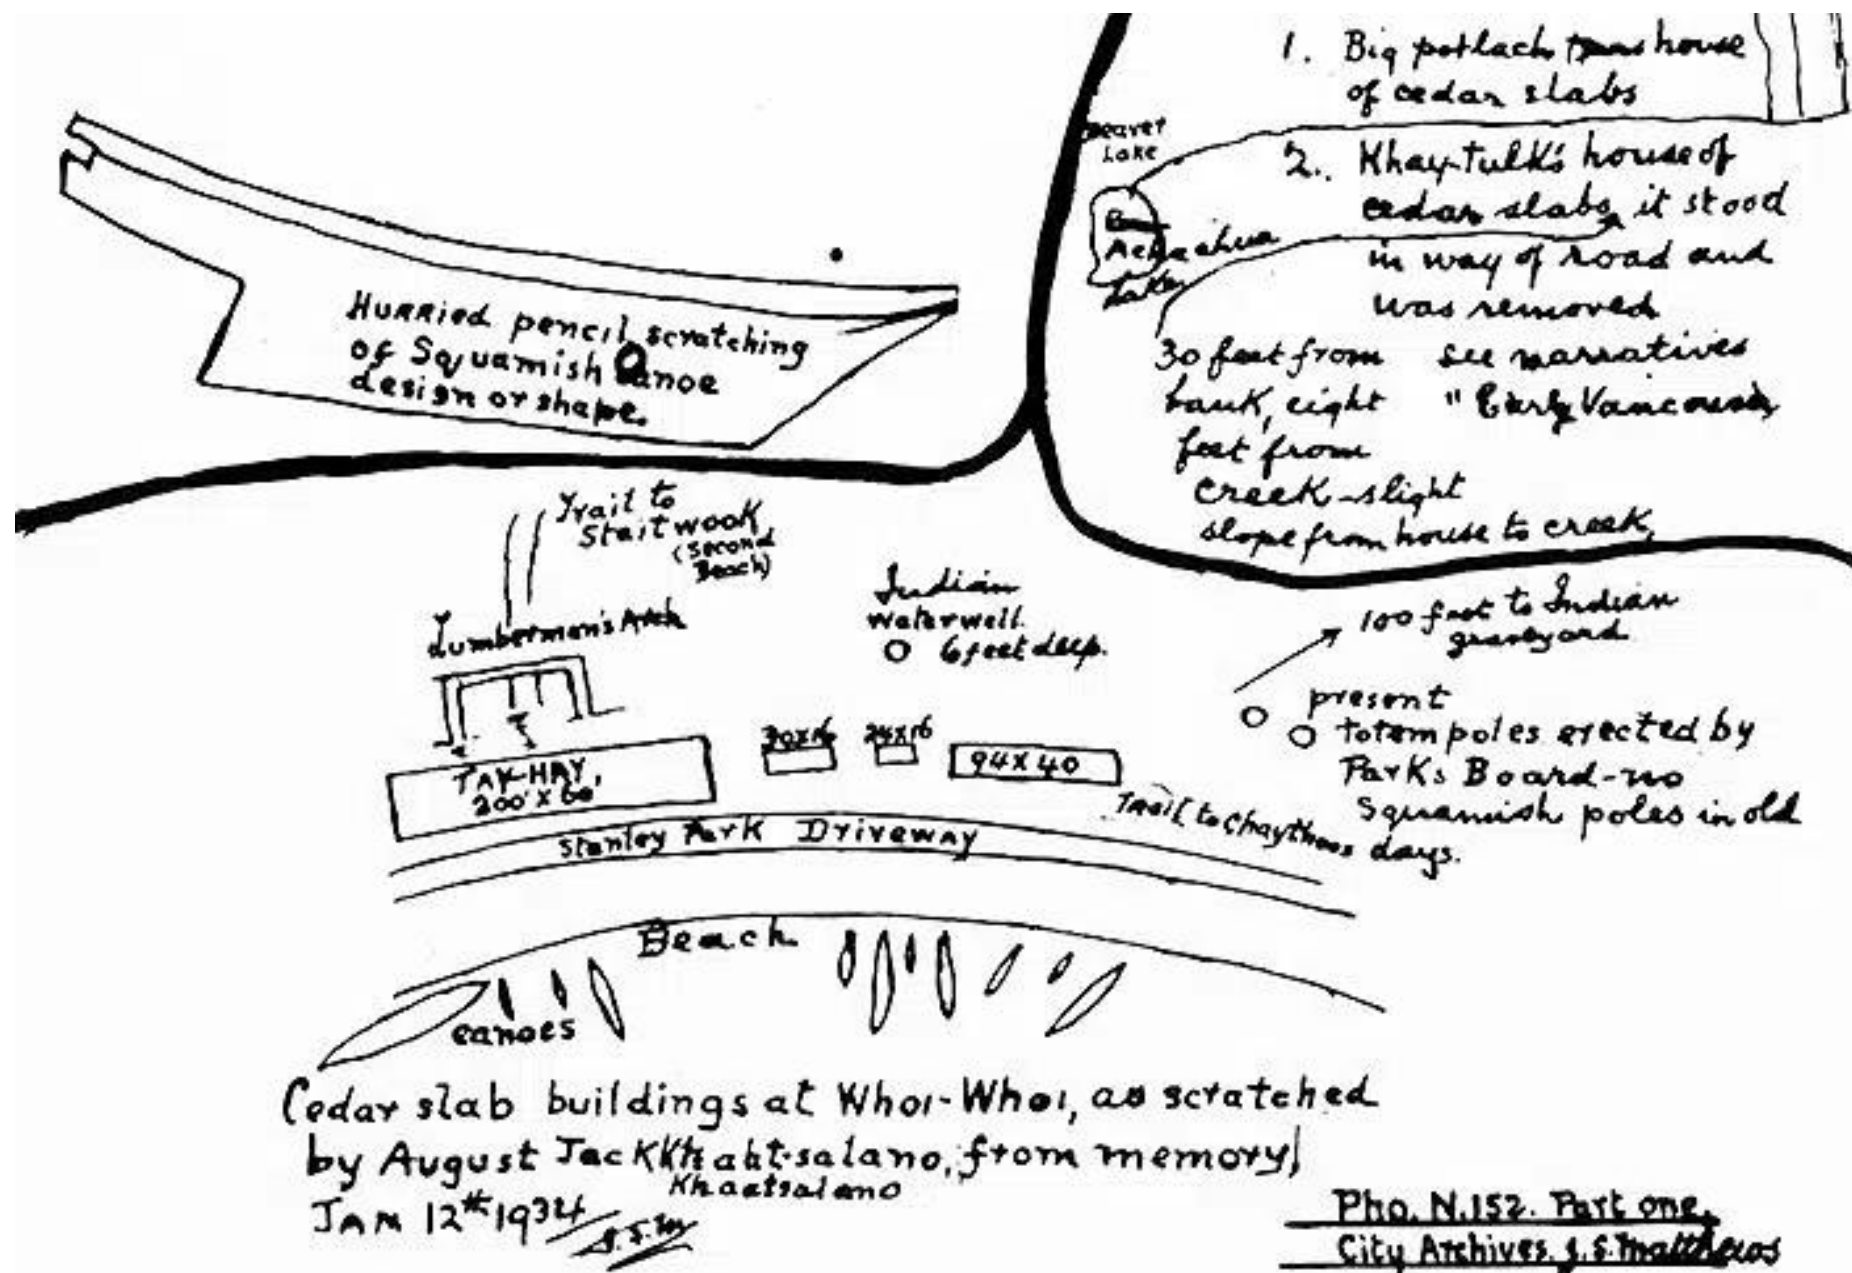 HURRied pencil scratching
of Squamish Canoe
design or shape.
1. Big potlach house
of cedar slabs
Beaver
Lake
2. Khay-tulk's house of
cedar slabs, it stood
in way of road and
was removed
see narratives
"Early Vancouver
Lake
30 feet from
bank, eight
feet from
creek-slight
slope from house to creek,
Trail to
Staitwook,
(Second
Beach)
Lumbermen's Arch
Indian
waterwell.
6 feet deep.
100 feet to Indian
graveyard
present
totem poles erected by
Parks Board-no
Squamish poles in old
days.
TAY-HAY,
200' X 60'
30x16
24x16
94 X 40
Trail to Chaythoos
Stanley Park Driveway
Beach
canoes
Cedar slab buildings at Whoi-Whoi, as scratched
by August Jack Khaht-salano, from memory,
Khaatsalano
JAN 12th 1934
Pho. N.152. Part one,
City Archives. J.S. Matthews